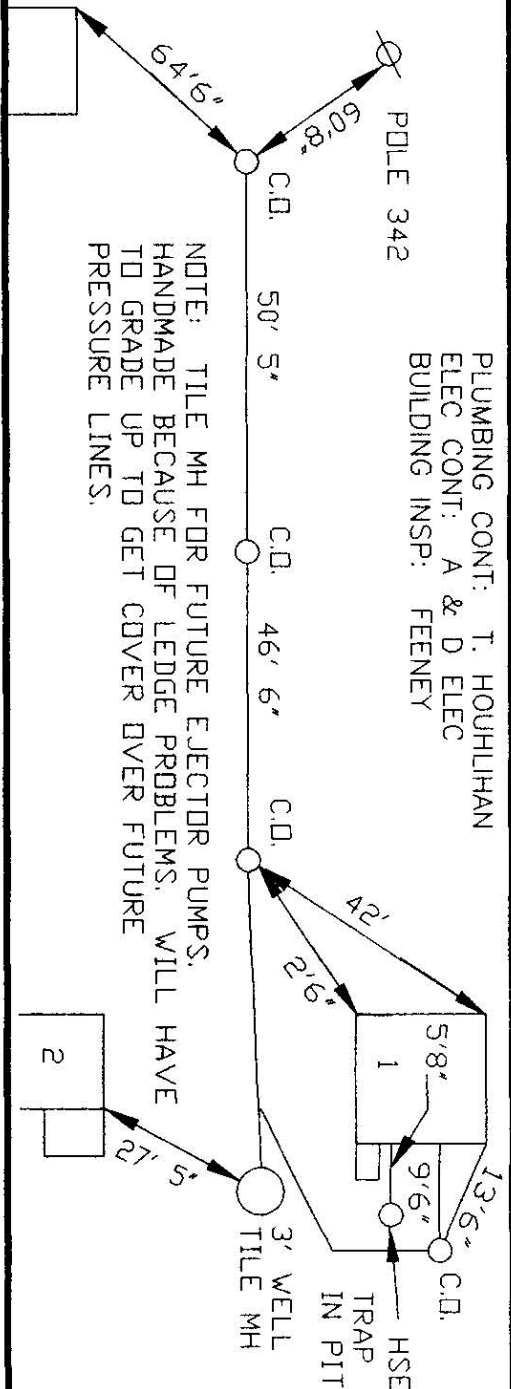 PLUMBING CONT: T. HOUHLIHAN
ELEC CONT: A & D ELEC
BUILDING INSP: FEENEY
POLE 342
60'8"
64'6"
C.O.
50' 5"
C.O.
46' 6"
C.O.
42'
2'6"
5'8"
1
9'6"
13'6"
C.O.
HSE
TRAP
IN PIT
3' WELL
TILE MH
27' 5"
2
NOTE: TILE MH FOR FUTURE EJECTOR PUMPS.
HANDMADE BECAUSE OF LEDGE PROBLEMS. WILL HAVE
TO GRADE UP TO GET COVER OVER FUTURE
PRESSURE LINES.